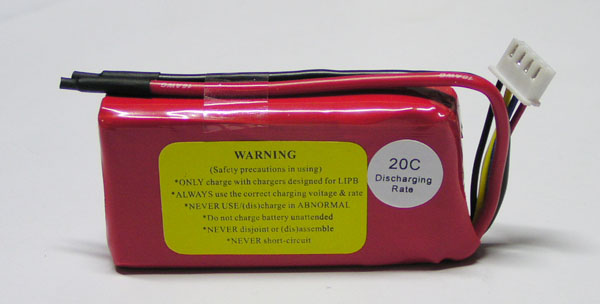 16AWG
16AWG
WARNING
(Safety precautions in using)
*ONLY charge with chargers designed for LIPB
*ALWAYS use the correct charging voltage & rate
*NEVER USE/(dis)charge in ABNORMAL
*Do not charge battery unattended
*NEVER disjoint or (dis)assemble
*NEVER short-circuit
20C
Discharging
Rate